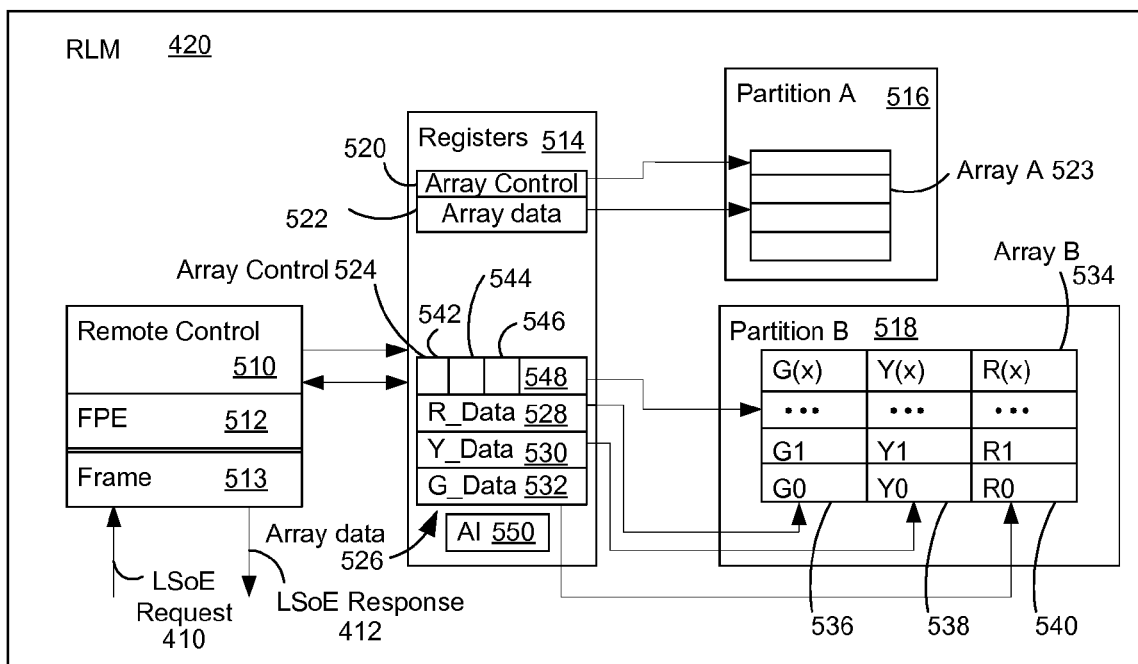 RLM 420
Partition A 516
Array A 523
Registers 514
520
Array Control
522
Array data
Array Control 524
542
544
546
548
R_Data 528
Y_Data 530
G_Data 532
AI 550
Array data
526
Remote Control
510
FPE 512
Frame 513
LSoE
Request
410
LSoE Response
412
Array B
534
Partition B 518
G(x) Y(x) R(x)
••• ••• •••
G1 Y1 R1
G0 Y0 R0
536 538 540